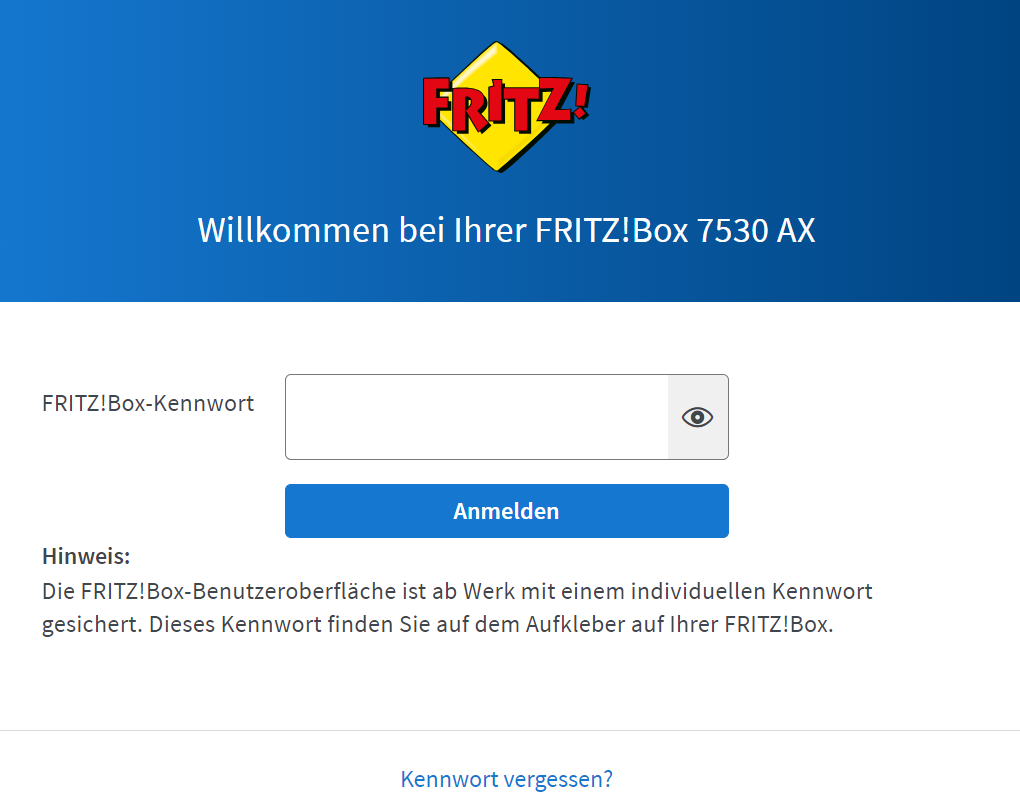 FRITZ!
Willkommen bei Ihrer FRITZ!Box 7530 AX
FRITZ!Box-Kennwort
Anmelden
Hinweis:
Die FRITZ!Box-Benutzeroberfläche ist ab Werk mit einem individuellen Kennwort
gesichert. Dieses Kennwort finden Sie auf dem Aufkleber auf Ihrer FRITZ!Box.
Kennwort vergessen?